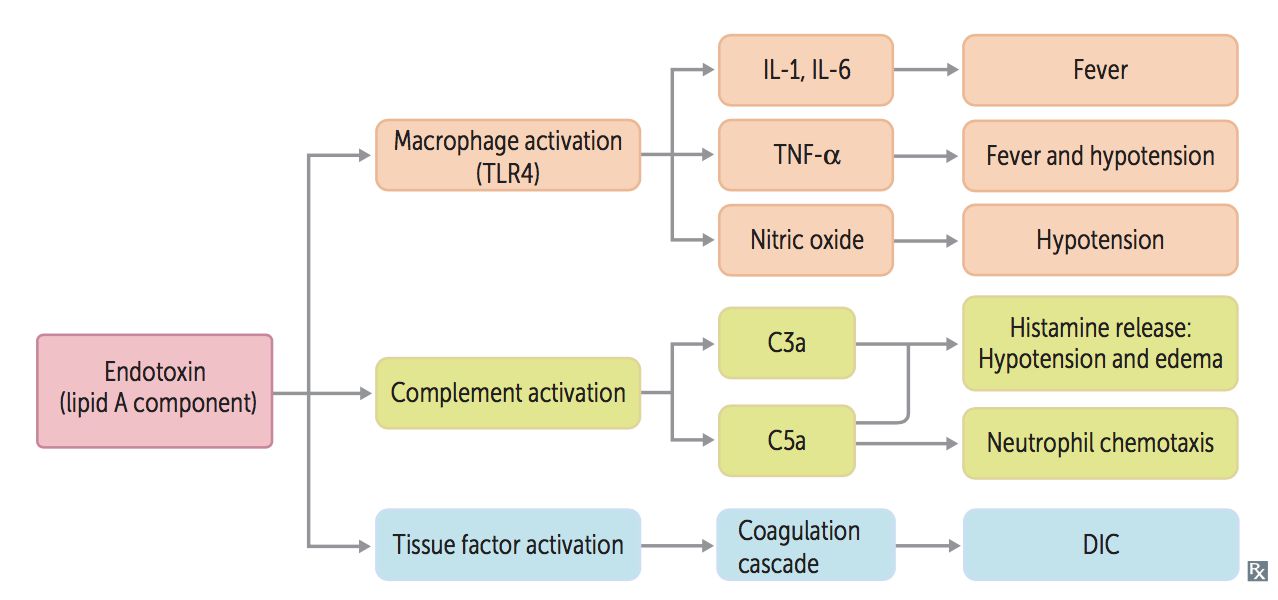 IL-1, IL-6
Fever
Macrophage activation
(TLR4)
TNF-α
Fever and hypotension
Nitric oxide
Hypotension
Endotoxin
(lipid A component)
Complement activation
C3a
Histamine release:
Hypotension and edema
C5a
Neutrophil chemotaxis
Tissue factor activation
Coagulation
cascade
DIC
Rx